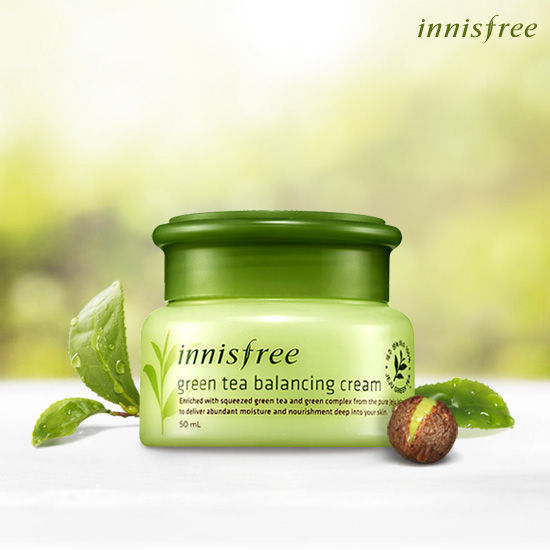 innisfree
innisfree
green tea balancing cream
Enriched with squeezed green tea and green complex from the pure
to deliver abundant moisture and nourishment deep into your skin.
50 mL